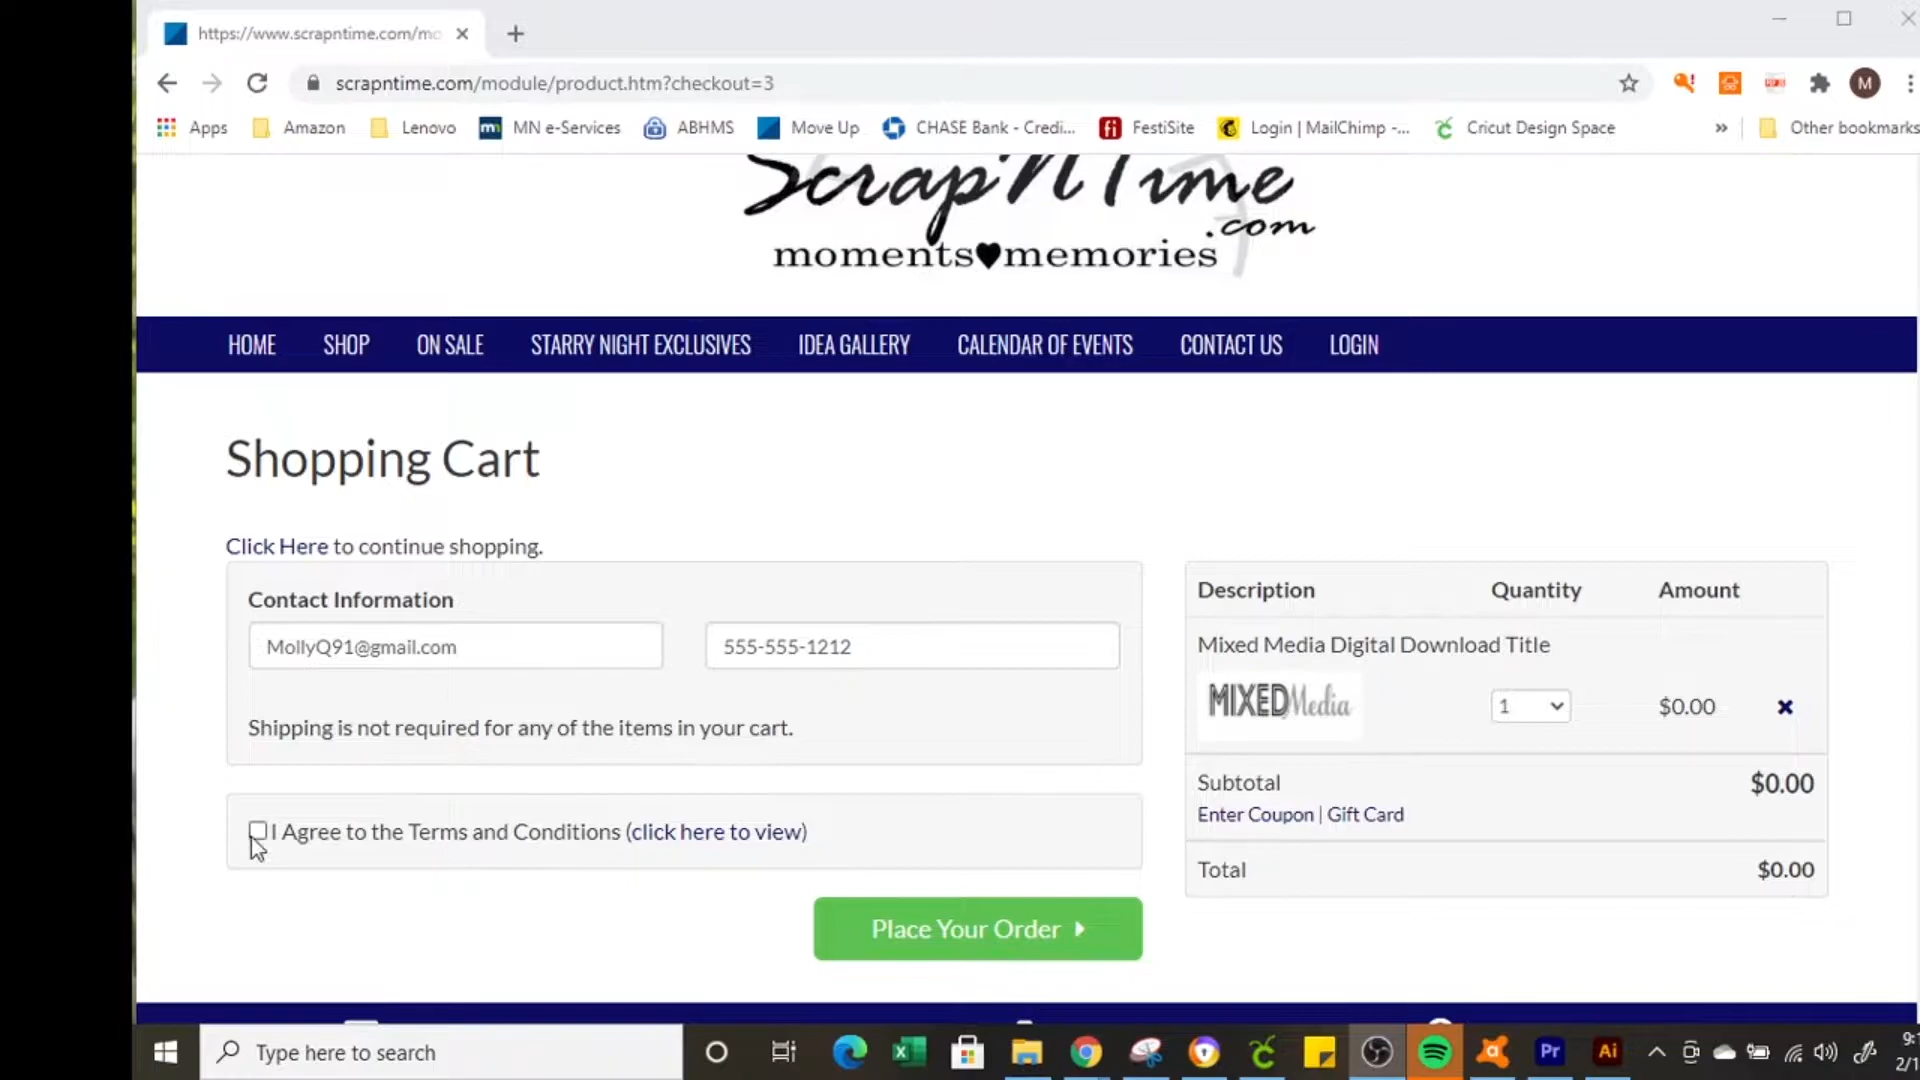 https://www.scrapntime.com/mo
scrapntime.com/module/product.htm?checkout=3
M
Apps Amazon Lenovo MN e-Services ABHMS Move Up CHASE Bank - Credi... FestiSite Login | MailChimp -... Cricut Design Space » Other bookmarks
Scrap'NTime
.com
moments♥memories
HOME SHOP ON SALE STARRY NIGHT EXCLUSIVES IDEA GALLERY CALENDAR OF EVENTS CONTACT US LOGIN
Shopping Cart
Click Here to continue shopping.
Contact Information
MollyQ91@gmail.com 555-555-1212
Shipping is not required for any of the items in your cart.
I Agree to the Terms and Conditions (click here to view)
Place Your Order
Description Quantity Amount
Mixed Media Digital Download Title
MIXEDMedia 1 $0.00
Subtotal $0.00
Enter Coupon | Gift Card
Total $0.00
Type here to search
Pr Ai
9:
2/1